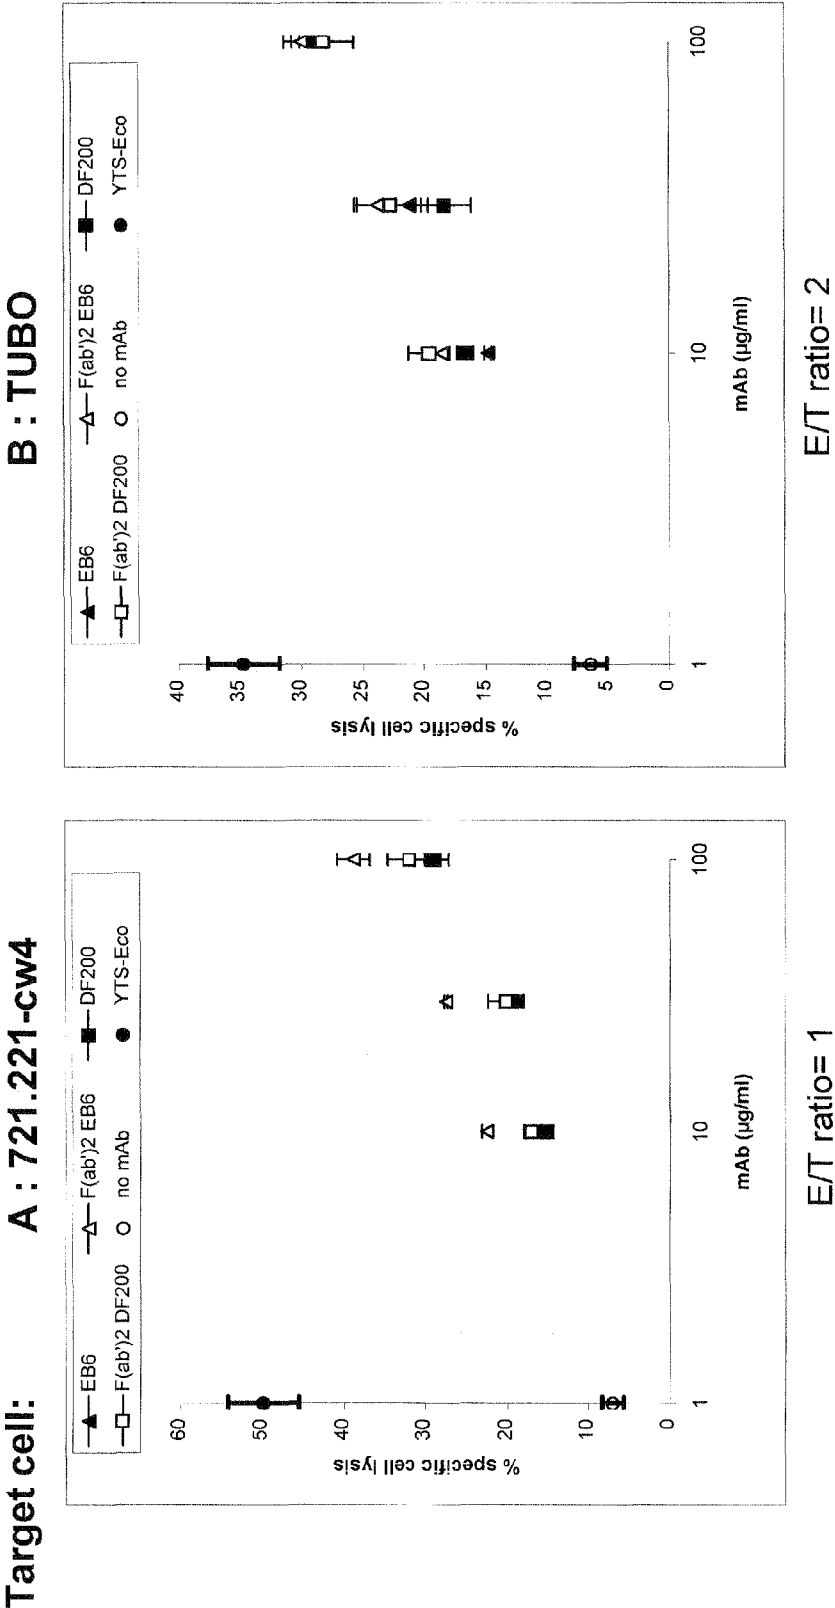 Target cell:
A : 721.221-cw4
B : TUBO
EB6
F(ab')2 EB6
DF200
F(ab')2 DF200
no mAb
YTS-Eco
% specific cell lysis
60
50
40
30
20
10
0
1
10
100
mAb (µg/ml)
E/T ratio= 1
EB6
F(ab')2 EB6
DF200
F(ab')2 DF200
no mAb
YTS-Eco
% specific cell lysis
40
35
30
25
20
15
10
5
0
1
10
100
mAb (µg/ml)
E/T ratio= 2